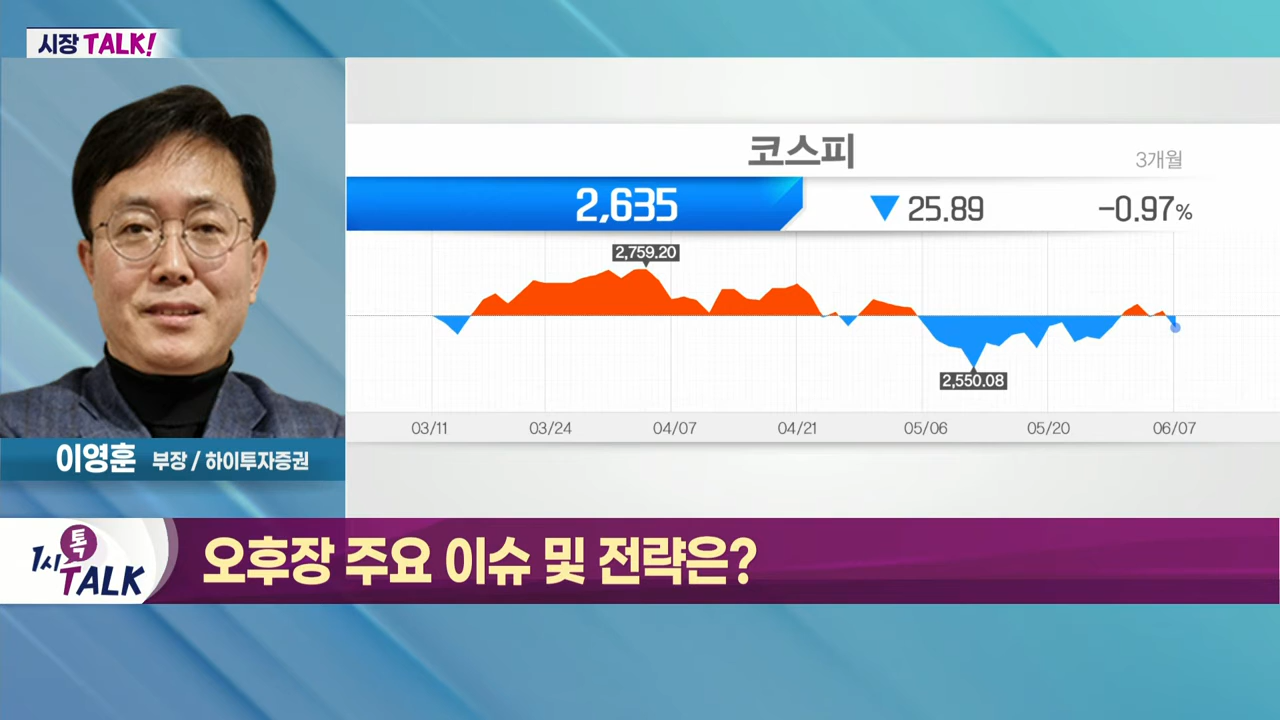 시장 TALK!
코스피
3개월
2,635 ▼ 25.89 -0.97%
2,759.20
2,550.08
03/11 03/24 04/07 04/21 05/06 05/20 06/07
이영훈 부장 / 하이투자증권
1시 톡 TALK
오후장 주요 이슈 및 전략은?